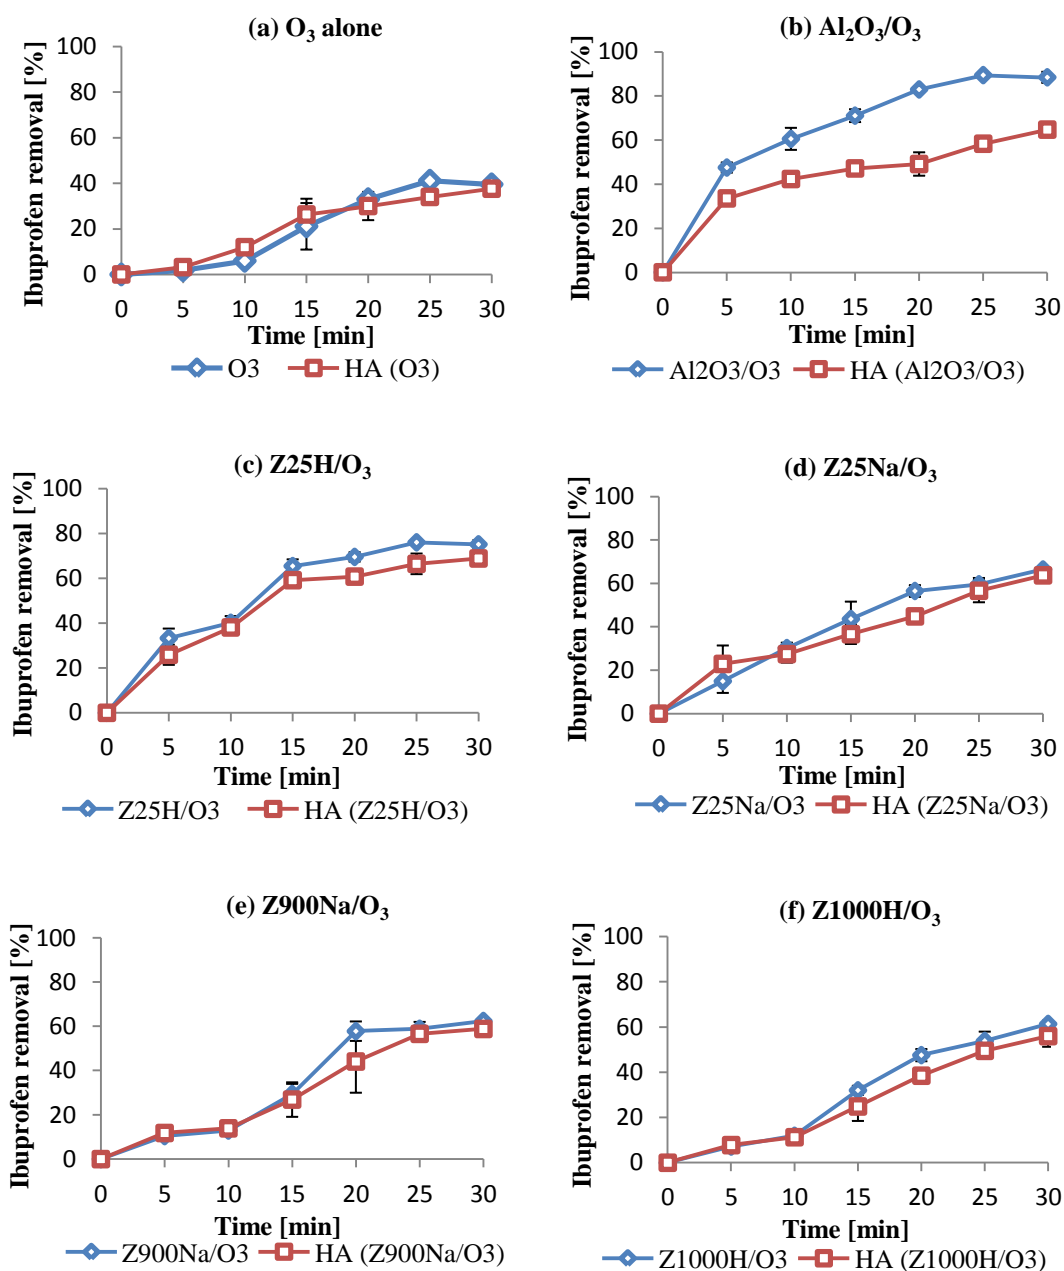 (a) O₃ alone
Ibuprofen removal [%]
100
80
60
40
20
0
0 5 10 15 20 25 30
Time [min]
O3 HA (O3)
(b) Al₂O₃/O₃
Ibuprofen removal [%]
100
80
60
40
20
0
0 5 10 15 20 25 30
Time [min]
Al2O3/O3 HA (Al2O3/O3)
(c) Z25H/O₃
Ibuprofen removal [%]
100
80
60
40
20
0
0 5 10 15 20 25 30
Time [min]
Z25H/O3 HA (Z25H/O3)
(d) Z25Na/O₃
Ibuprofen removal [%]
100
80
60
40
20
0
0 5 10 15 20 25 30
Time [min]
Z25Na/O3 HA (Z25Na/O3)
(e) Z900Na/O₃
Ibuprofen removal [%]
100
80
60
40
20
0
0 5 10 15 20 25 30
Time [min]
Z900Na/O3 HA (Z900Na/O3)
(f) Z1000H/O₃
Ibuprofen removal [%]
100
80
60
40
20
0
0 5 10 15 20 25 30
Time [min]
Z1000H/O3 HA (Z1000H/O3)